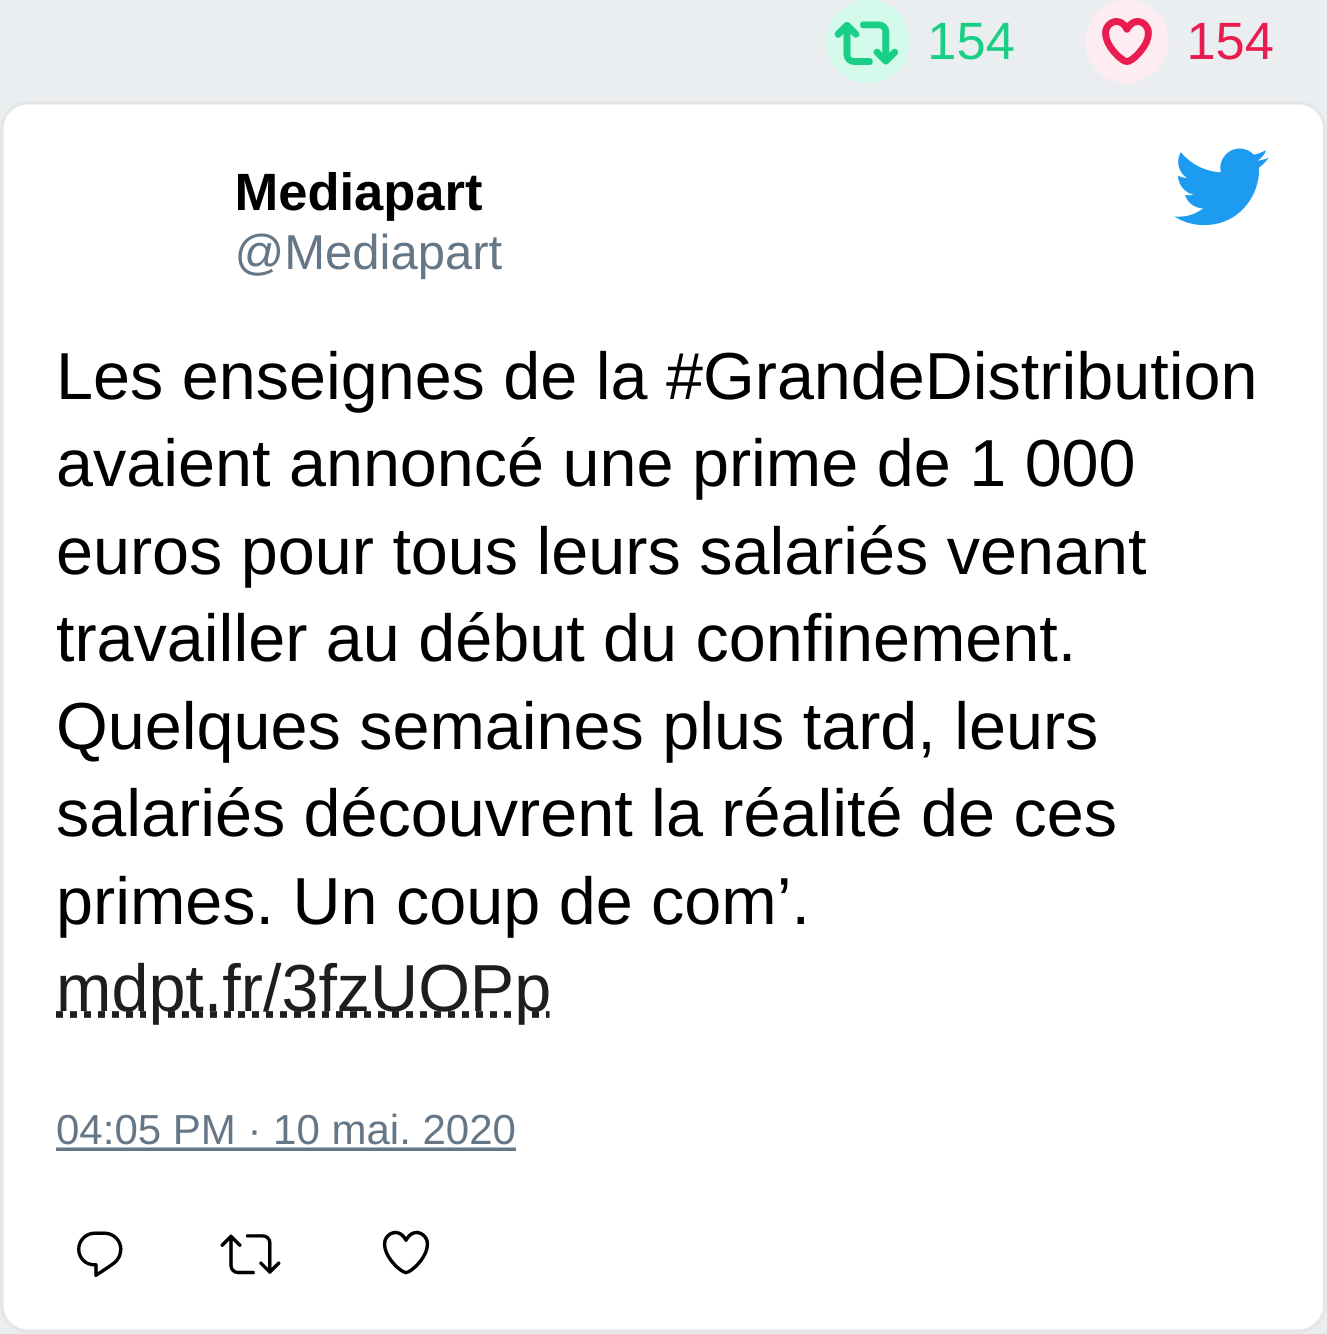 154 154
Mediapart
@Mediapart
Les enseignes de la #GrandeDistribution
avaient annoncé une prime de 1 000
euros pour tous leurs salariés venant
travailler au début du confinement.
Quelques semaines plus tard, leurs
salariés découvrent la réalité de ces
primes. Un coup de com’.
mdpt.fr/3fzUOPp
04:05 PM · 10 mai. 2020